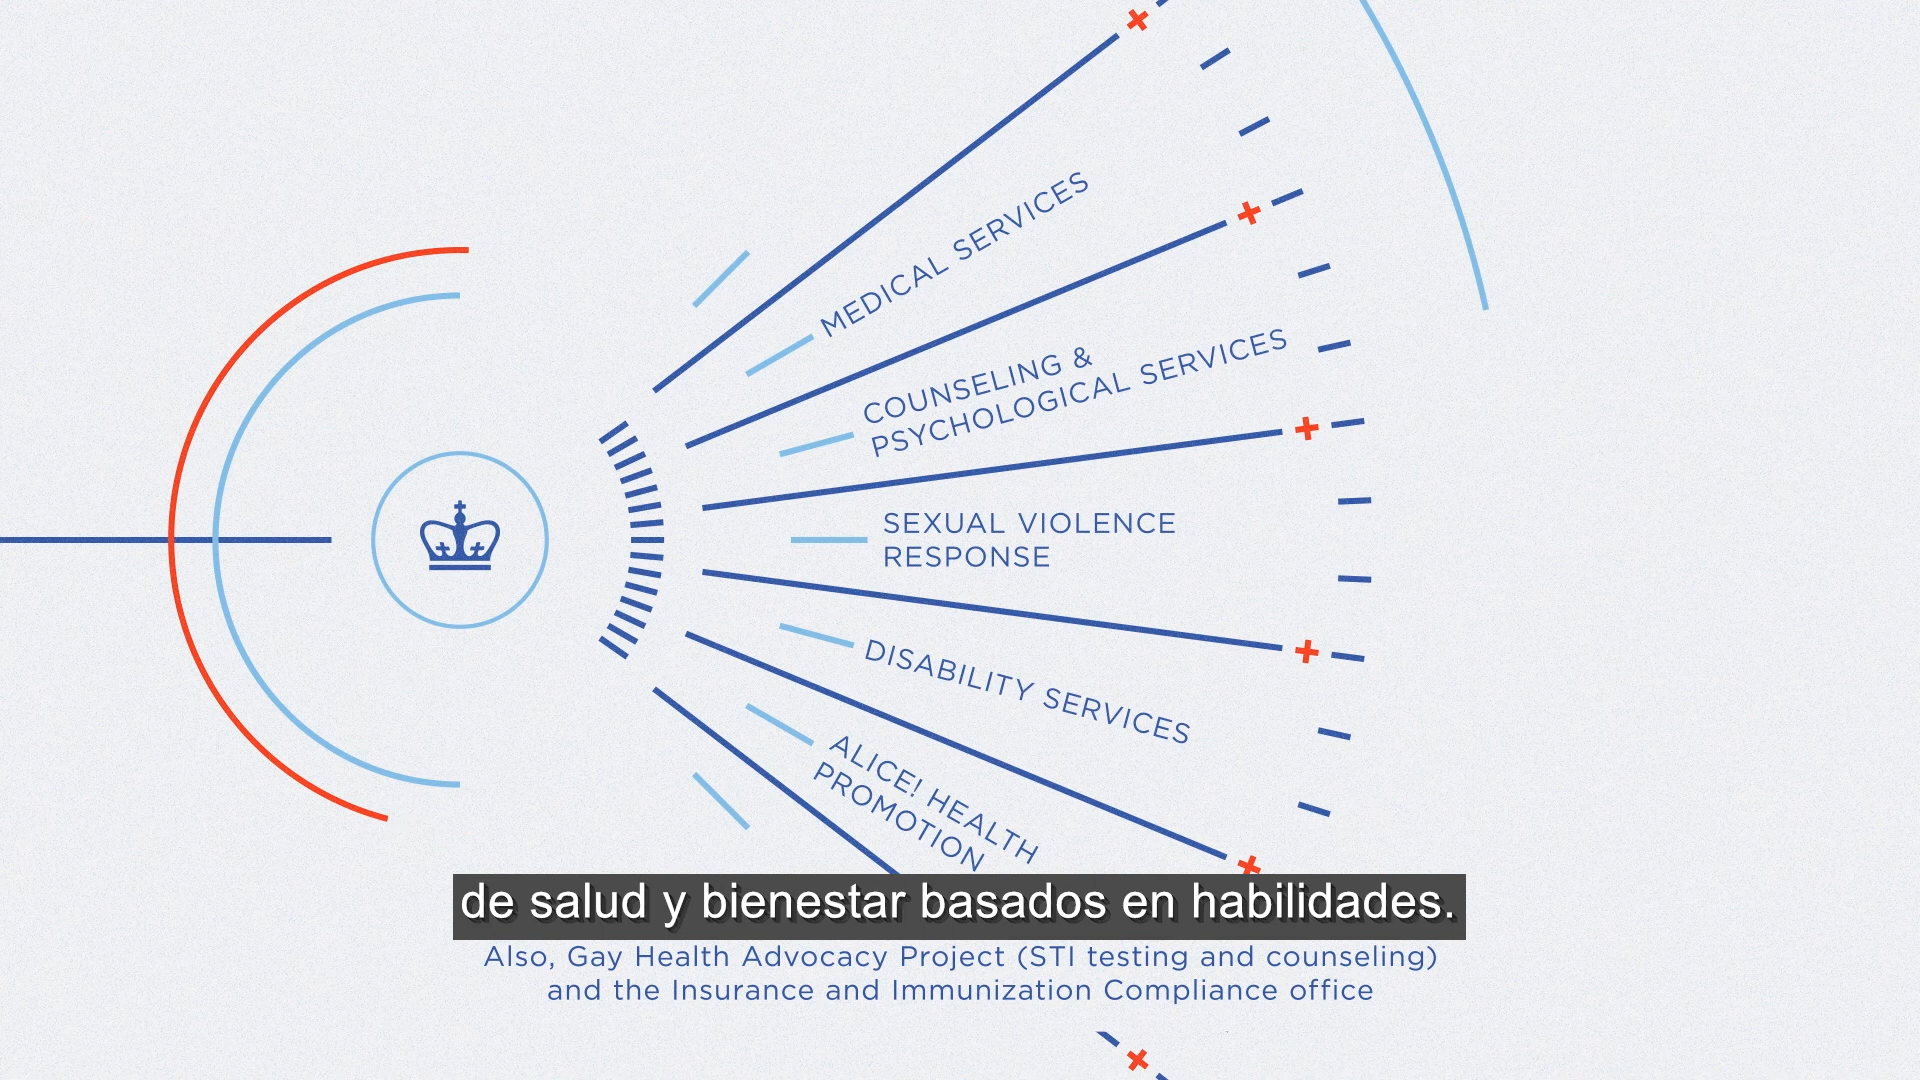 MEDICAL SERVICES
COUNSELING &
PSYCHOLOGICAL SERVICES
SEXUAL VIOLENCE
RESPONSE
DISABILITY SERVICES
ALICE! HEALTH
PROMOTION
de salud y bienestar basados en habilidades.
Also, Gay Health Advocacy Project (STI testing and counseling)
and the Insurance and Immunization Compliance office